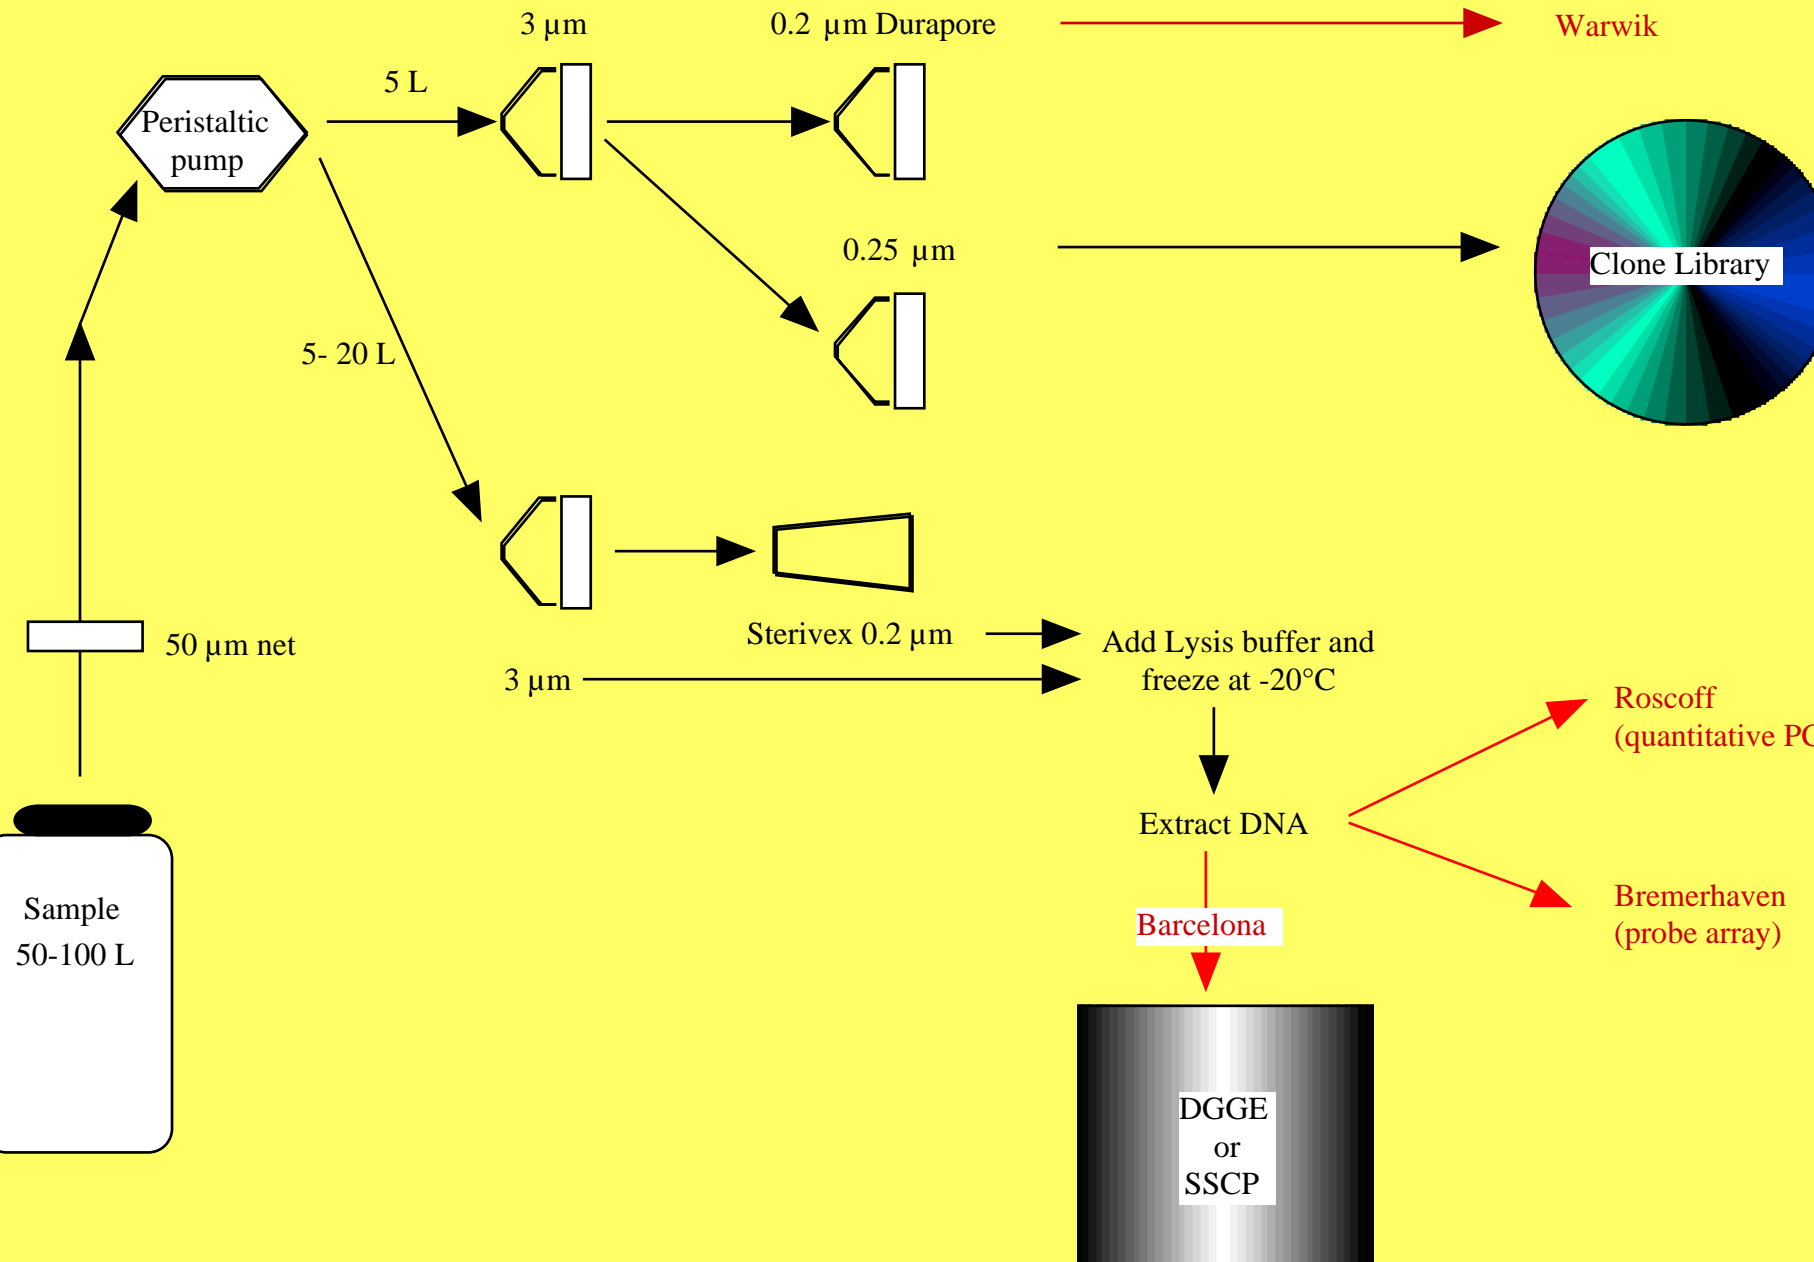 3 µm
0.2 µm Durapore
Warwik
5 L
Peristaltic
pump
0.25 µm
Clone Library
5- 20 L
50 µm net
Sterivex 0.2 µm
3 µm
Add Lysis buffer and
freeze at -20°C
Roscoff
(quantitative PC
Extract DNA
Bremerhaven
(probe array)
Barcelona
Sample
50-100 L
DGGE
or
SSCP